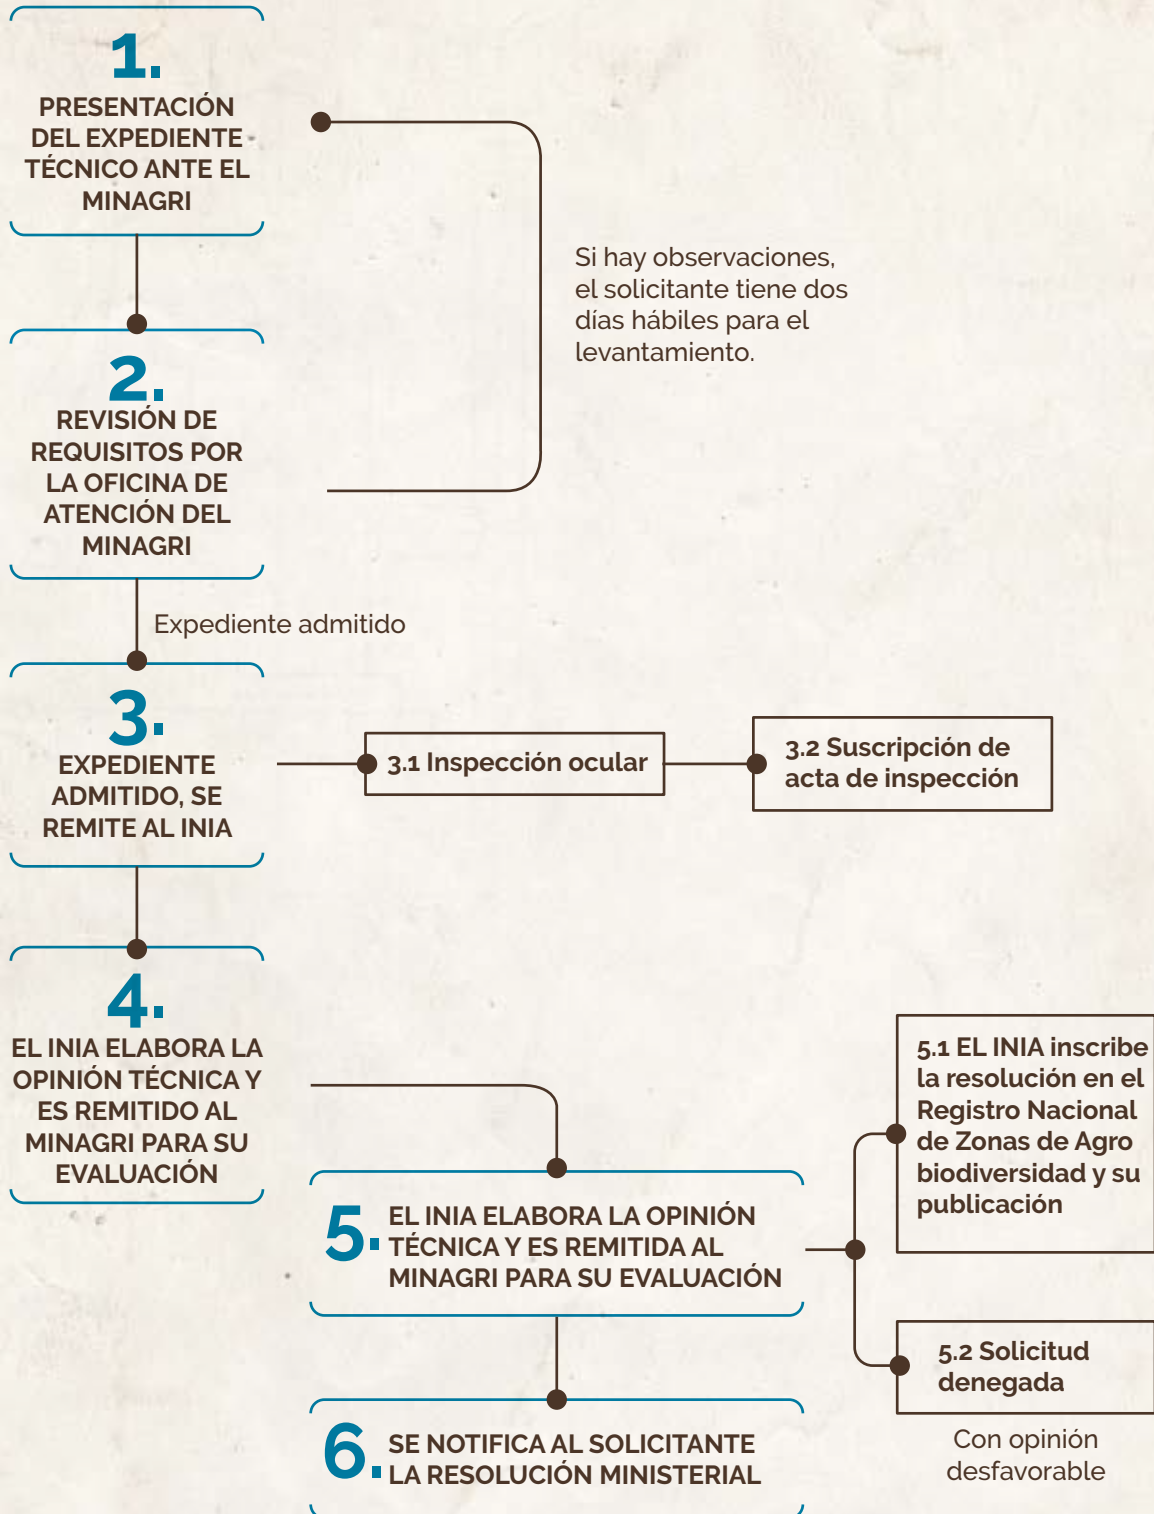 1.
PRESENTACIÓN
DEL EXPEDIENTE
TÉCNICO ANTE EL
MINAGRI
Si hay observaciones,
el solicitante tiene dos
días hábiles para el
levantamiento.
2.
REVISIÓN DE
REQUISITOS POR
LA OFICINA DE
ATENCIÓN DEL
MINAGRI
Expediente admitido
3.
EXPEDIENTE
ADMITIDO, SE
REMITE AL INIA
3.1 Inspección ocular
3.2 Suscripción de
acta de inspección
4.
EL INIA ELABORA LA
OPINIÓN TÉCNICA Y
ES REMITIDO AL
MINAGRI PARA SU
EVALUACIÓN
5.
EL INIA ELABORA LA OPINIÓN
TÉCNICA Y ES REMITIDA AL
MINAGRI PARA SU EVALUACIÓN
5.1 EL INIA inscribe
la resolución en el
Registro Nacional
de Zonas de Agro
biodiversidad y su
publicación
5.2 Solicitud
denegada
Con opinión
desfavorable
6.
SE NOTIFICA AL SOLICITANTE
LA RESOLUCIÓN MINISTERIAL